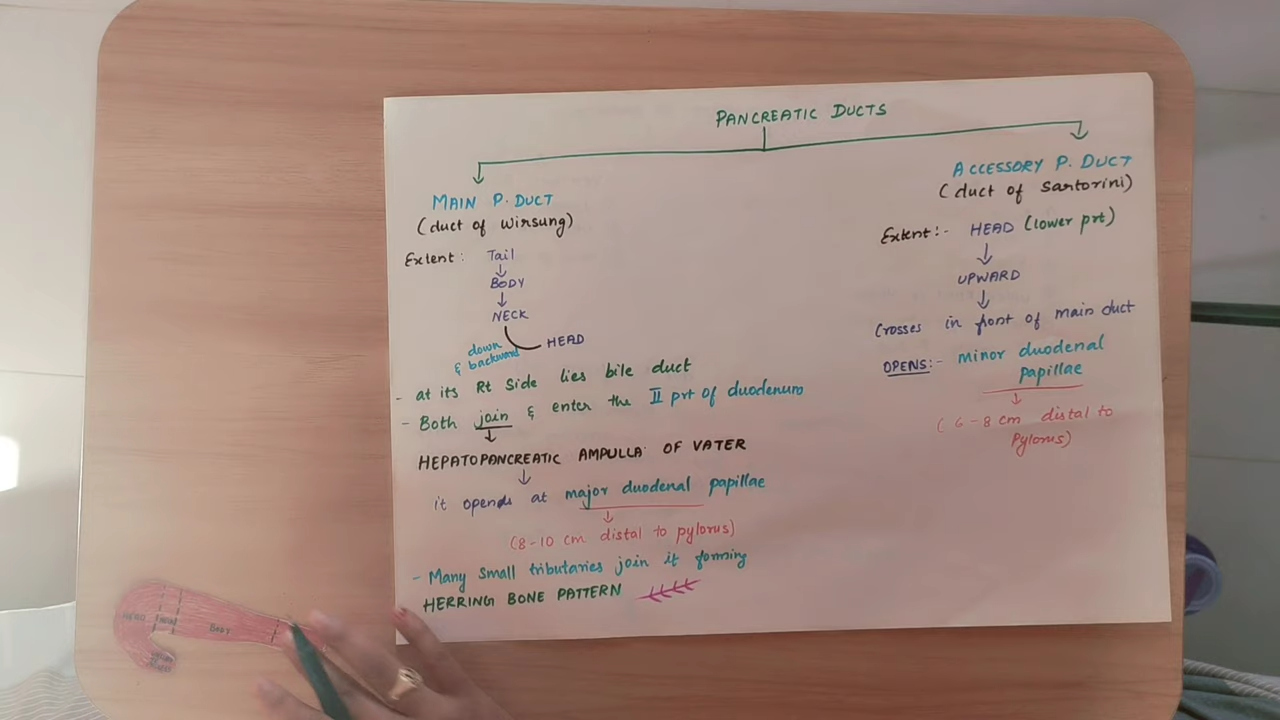 PANCREATIC DUCTS
MAIN P. DUCT
(duct of Wirsung)
Extent: Tail
↓
BODY
↓
NECK
down & backward
HEAD
- at its Rt Side lies bile duct
- Both join & enter the II prt of duodenum
↓
HEPATOPANCREATIC AMPULLA OF VATER
↓
it opends at major duodenal papillae
↓
(8-10 cm distal to pylorus)
- Many small tributaries join it forming
HERRING BONE PATTERN
ACCESSORY P. DUCT
(duct of Sartorini)
Extent:- HEAD (lower prt)
↓
UPWARD
↓
Crosses in font of main duct
OPENS:- minor duodenal
papillae
↓
(6-8 cm distal to
Pylorus)
HEAD
BODY